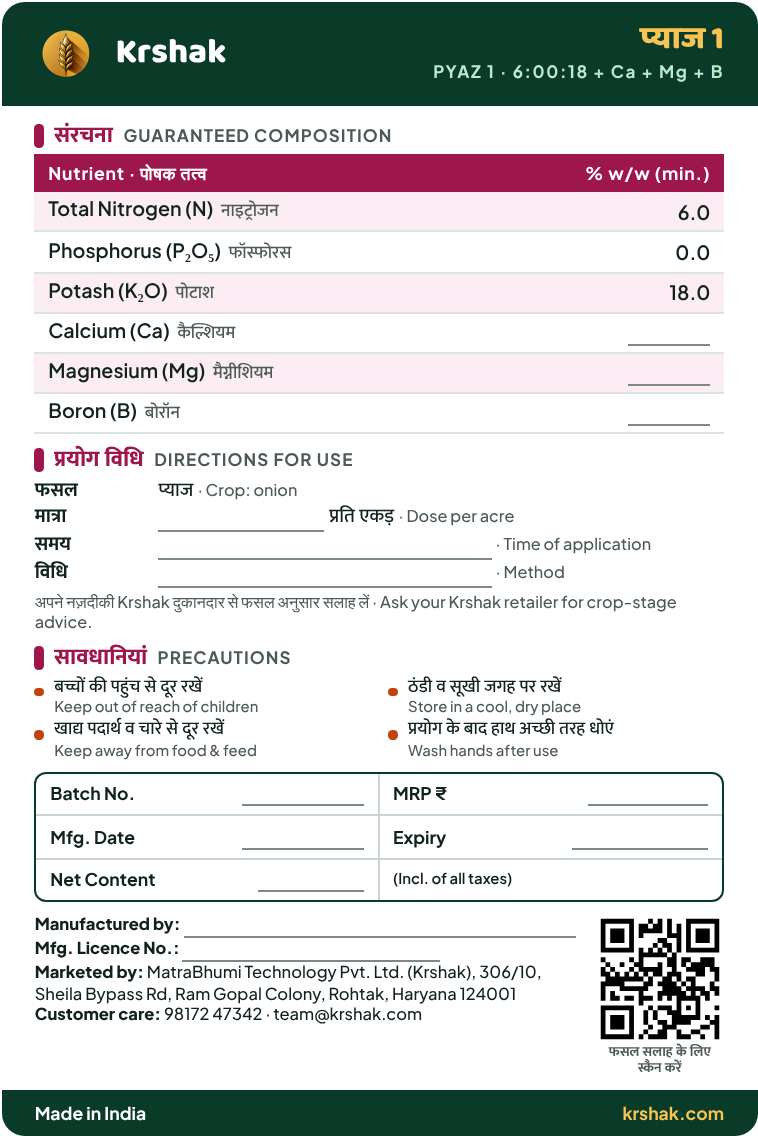 Krshak
प्याज 1
PYAZ 1 · 6:00:18 + Ca + Mg + B
संरचना GUARANTEED COMPOSITION
Nutrient · पोषक तत्व % w/w (min.)
Total Nitrogen (N) नाइट्रोजन 6.0
Phosphorus (P₂O₅) फॉस्फोरस 0.0
Potash (K₂O) पोटाश 18.0
Calcium (Ca) कैल्शियम
Magnesium (Mg) मैग्नीशियम
Boron (B) बोरॉन
प्रयोग विधि DIRECTIONS FOR USE
फसल प्याज · Crop: onion
मात्रा प्रति एकड़ · Dose per acre
समय · Time of application
विधि · Method
अपने नज़दीकी Krshak दुकानदार से फसल अनुसार सलाह लें · Ask your Krshak retailer for crop-stage
advice.
सावधानियां PRECAUTIONS
बच्चों की पहुंच से दूर रखें
Keep out of reach of children
ठंडी व सूखी जगह पर रखें
Store in a cool, dry place
खाद्य पदार्थ व चारे से दूर रखें
Keep away from food & feed
प्रयोग के बाद हाथ अच्छी तरह धोएं
Wash hands after use
Batch No. MRP ₹
Mfg. Date Expiry
Net Content (Incl. of all taxes)
Manufactured by:
Mfg. Licence No.:
Marketed by: MatraBhumi Technology Pvt. Ltd. (Krshak), 306/10,
Sheila Bypass Rd, Ram Gopal Colony, Rohtak, Haryana 124001
Customer care: 98172 47342 · team@krshak.com
फसल सलाह के लिए
स्कैन करें
Made in India krshak.com